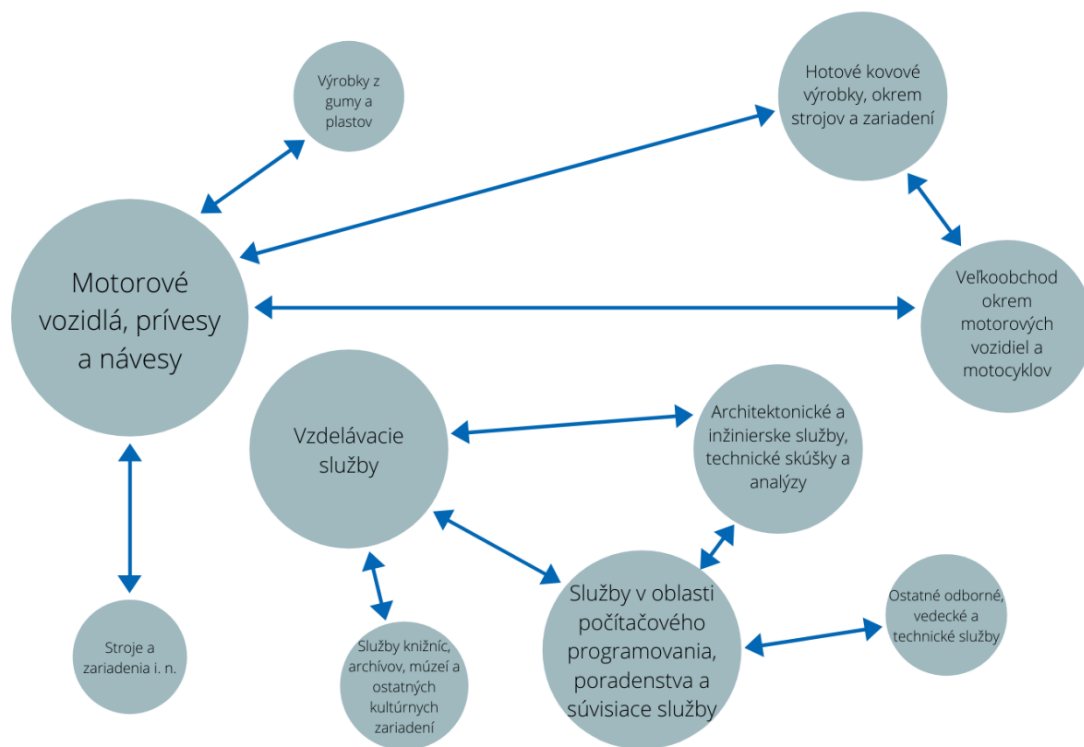 Výrobky z
gumy a
plastov
Hotové kovové
výrobky, okrem
strojov a zariadení
Motorové
vozidlá, prívesy
a návesy
Veľkoobchod
okrem
motorových
vozidiel a
motocyklov
Vzdelávacie
služby
Architektonické a
inžinierske služby,
technické skúšky a
analýzy
Stroje a
zariadenia i. n.
Služby knižníc,
archívov, múzeí a
ostatných
kultúrnych
zariadení
Služby v oblasti
počítačového
programovania,
poradenstva a
súvisiace služby
Ostatné odborné,
vedecké a
technické služby